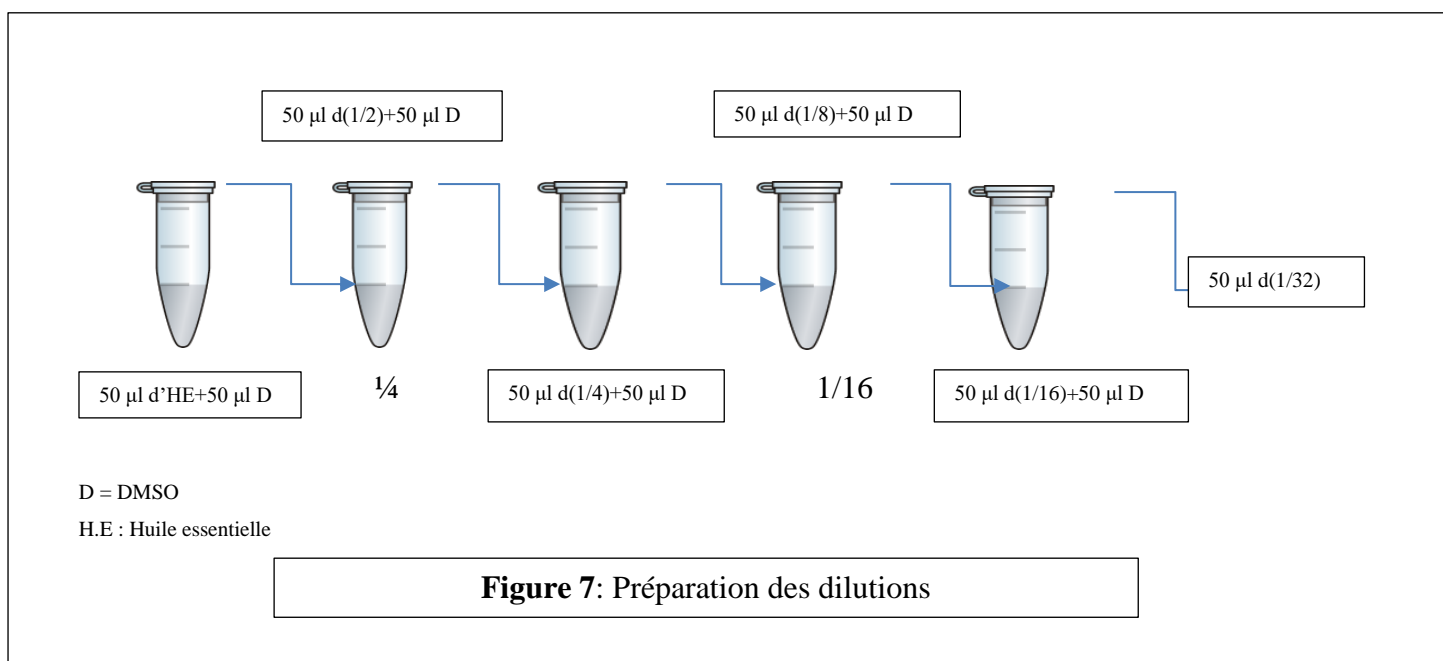 50 µl d(1/2)+50 µl D
50 µl d(1/8)+50 µl D
50 µl d(1/32)
50 µl d’HE+50 µl D
¼
50 µl d(1/4)+50 µl D
1/16
50 µl d(1/16)+50 µl D
D = DMSO
H.E : Huile essentielle
Figure 7: Préparation des dilutions